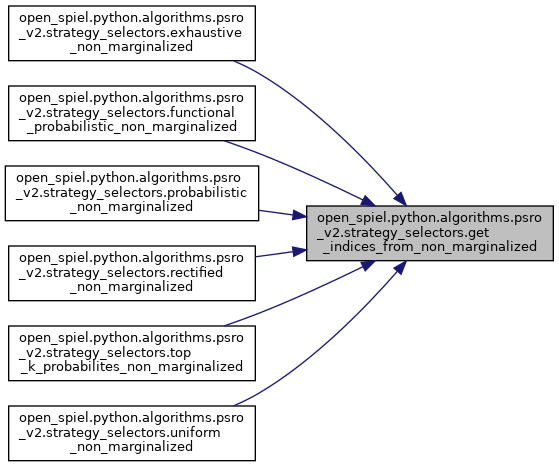 open_spiel.python.algorithms.psro
_v2.strategy_selectors.exhaustive
_non_marginalized
open_spiel.python.algorithms.psro
_v2.strategy_selectors.functional
_probabilistic_non_marginalized
open_spiel.python.algorithms.psro
_v2.strategy_selectors.probabilistic
_non_marginalized
open_spiel.python.algorithms.psro
_v2.strategy_selectors.get
_indices_from_non_marginalized
open_spiel.python.algorithms.psro
_v2.strategy_selectors.rectified
_non_marginalized
open_spiel.python.algorithms.psro
_v2.strategy_selectors.top
_k_probabilites_non_marginalized
open_spiel.python.algorithms.psro
_v2.strategy_selectors.uniform
_non_marginalized